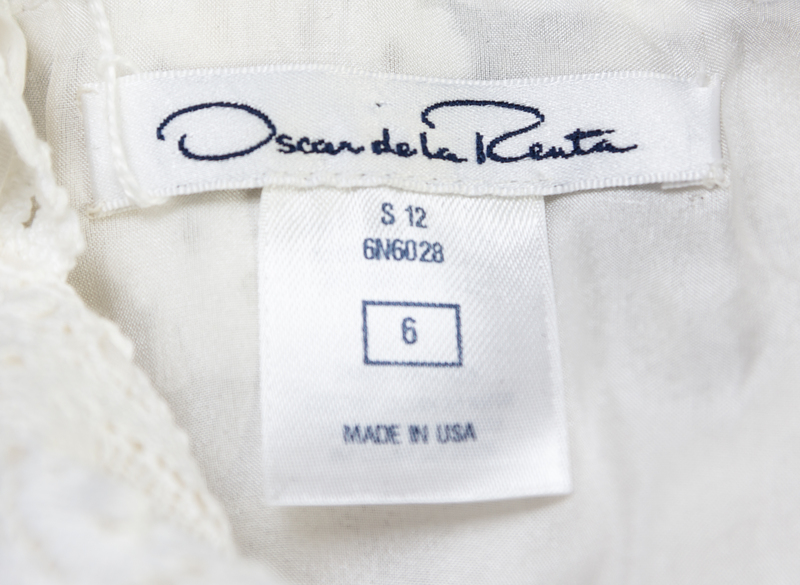 Oscar de la Renta
S 12
6N6028
6
MADE IN USA